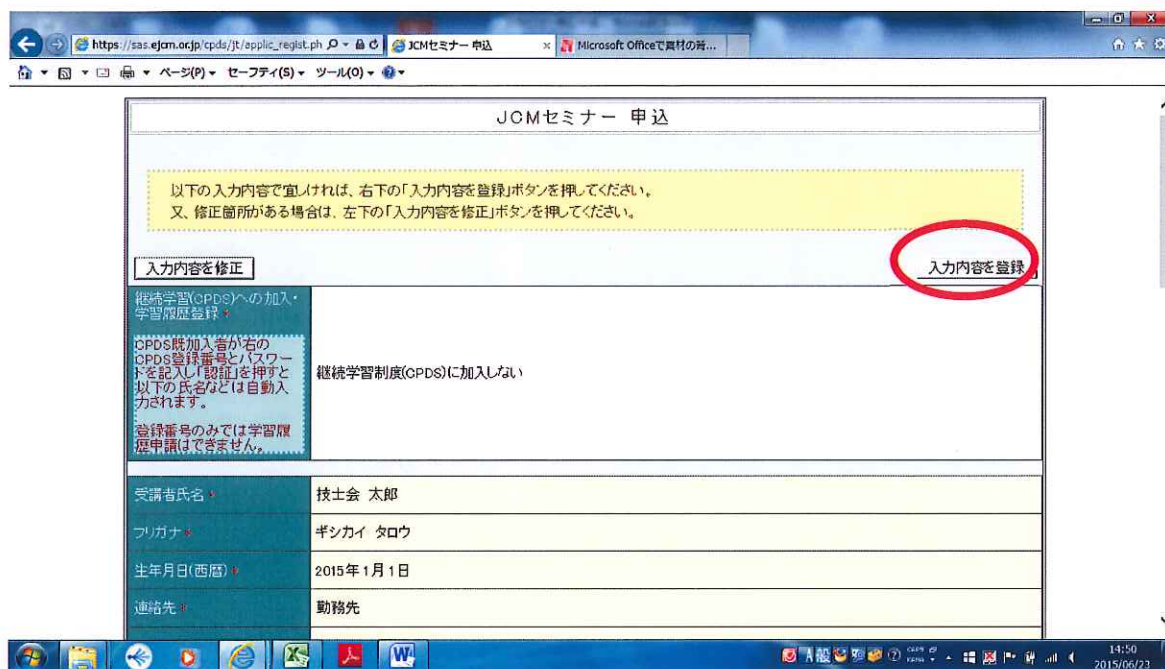 https://sas.ejcm.or.jp/cpds/jt/applic_regist.ph
JCMセミナー 申込
× Microsoft Officeで資材の...
ページ(P) セーフティ(S) ツール(O)
JCMセミナー 申込
以下の入力内容で宜しければ、右下の「入力内容を登録」ボタンを押してください。
又、修正箇所がある場合は、左下の「入力内容を修正」ボタンを押してください。
入力内容を修正
入力内容を登録
継続学習(CPDS)への加入・
学習履歴登録 *
CPDS既加入者が右の
CPDS登録番号とパスワー
ドを記入し「認証」を押すと
以下の氏名などは自動入
力されます。
登録番号のみでは学習履
歴申請はできません。
継続学習制度(CPDS)に加入しない
受講者氏名 *
技士会 太郎
フリガナ *
ギシカイ タロウ
生年月日(西暦) *
2015年1月1日
連絡先 *
勤務先
A 般
14:50
2015/06/23